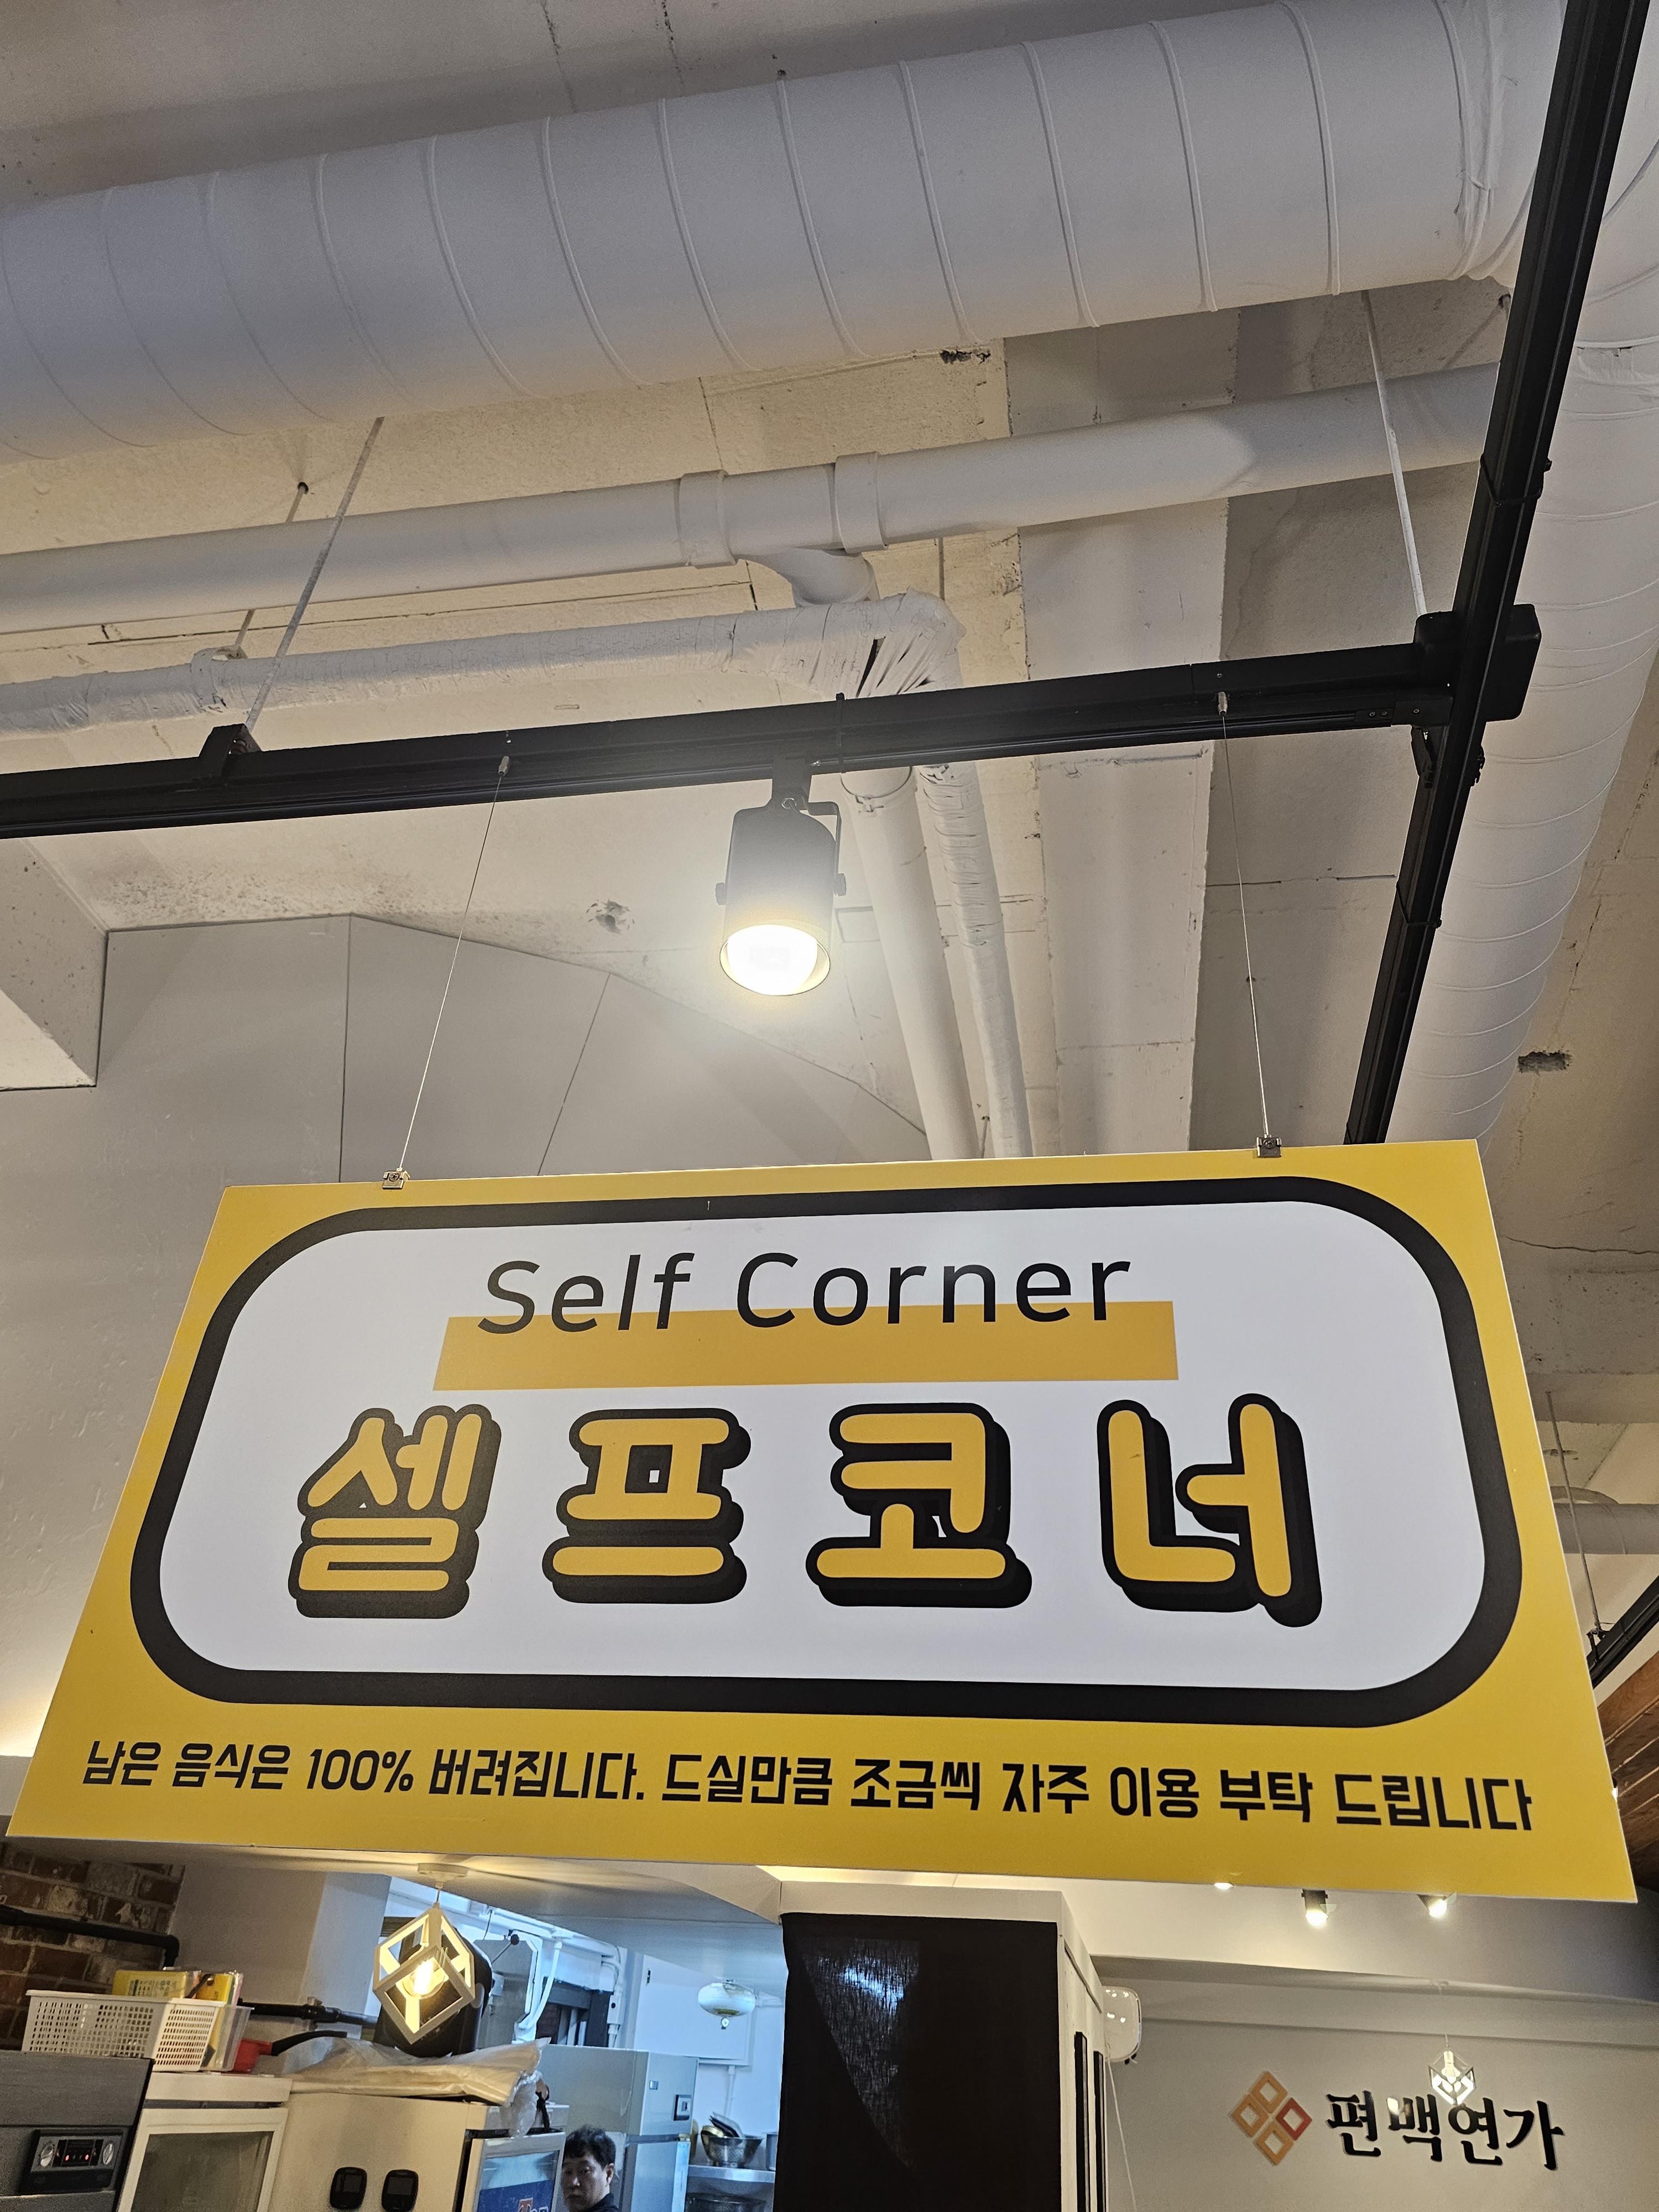 Self Corner
셀프코너
남은 음식은 100% 버려집니다. 드실만큼 조금씩 자주 이용 부탁 드립니다
편백연가